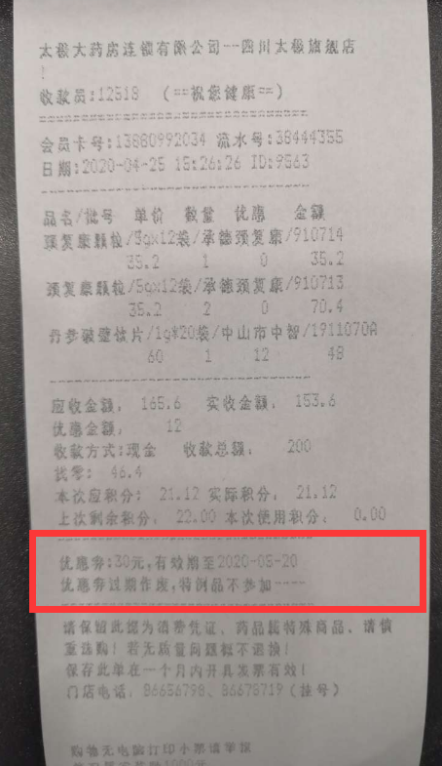 太极大药房连锁有限公司--四川太极旗舰店
!
收款员:12518 (==祝您健康==)
会员卡号:13880992034 流水号:38444355
日期:2020-04-25 15:26:26 ID:9563
品名/批号 单价 数量 优惠 金额
颈复康颗粒/5gx12袋/承德颈复康/910714
35.2 1 0 35.2
颈复康颗粒/5gx12袋/承德颈复康/910713
35.2 2 0 70.4
丹参破壁饮片/1g*20袋/中山市中智/1911070A
60 1 12 48
应收金额: 165.6 实收金额: 153.6
优惠金额: 12
收款方式:现金 收款总额: 200
找零: 46.4
本次应积分: 21.12 实际积分: 21.12
上次剩余积分: 22.00 本次使用积分: 0.00
优惠券:30元,有效期至2020-05-20
优惠券过期作废,特例品不参加----
请保留此据为消费凭证、药品属特殊商品、请慎
重选购!若无质量问题概不退换!
保存此单在一个月内开具发票有效!
门店电话: 86656798、86678719(挂号)
购物无电脑打印小票请举报